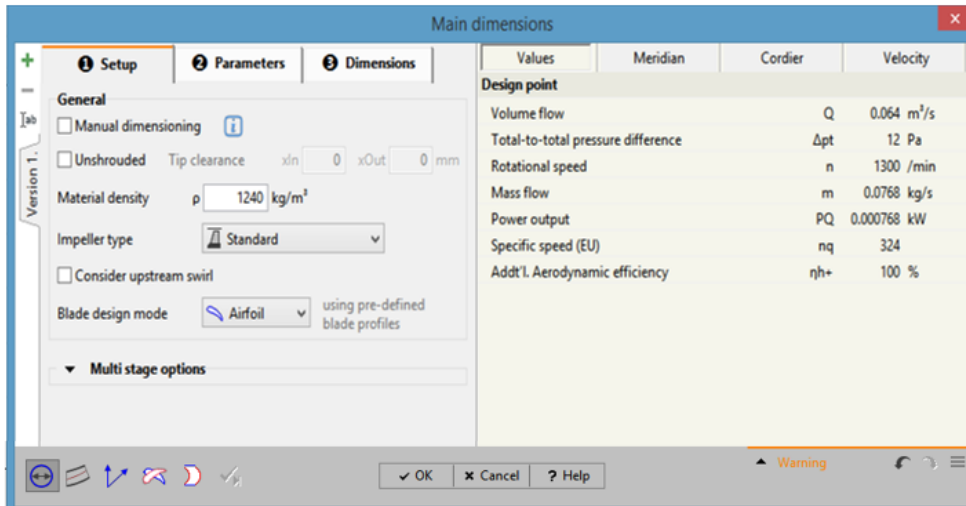 Main dimensions
x
Version 1.
❶ Setup
❷ Parameters
❸ Dimensions
General
Manual dimensioning
Unshrouded Tip clearance xIn 0 xOut 0 mm
Material density ρ 1240 kg/m³
Impeller type Standard
Consider upstream swirl
Blade design mode Airfoil using pre-defined
blade profiles
Multi stage options
Values Meridian Cordier Velocity
Design point
Volume flow Q 0.064 m³/s
Total-to-total pressure difference Δpt 12 Pa
Rotational speed n 1300 /min
Mass flow m 0.0768 kg/s
Power output PQ 0.000768 kW
Specific speed (EU) nq 324
Addt'l. Aerodynamic efficiency ηh+ 100 %
OK Cancel ? Help
Warning